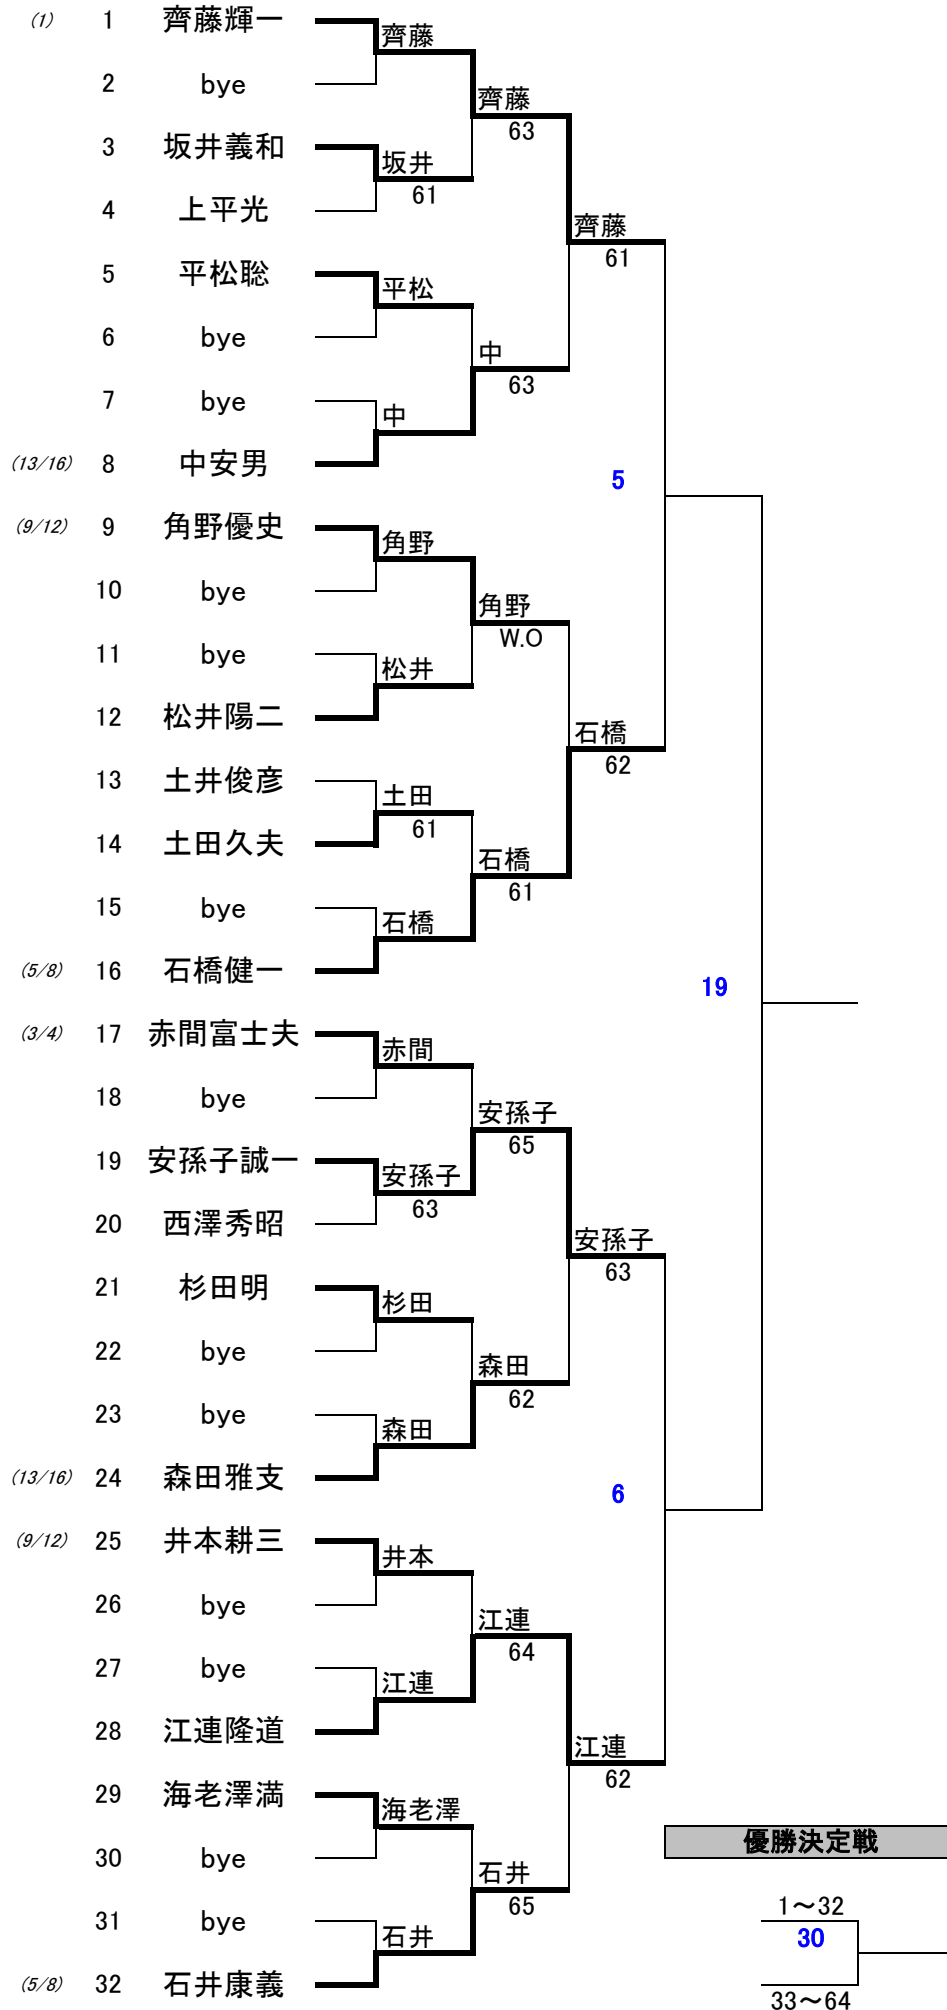 (1) 1 齊藤輝一
齊藤
2 bye
齊藤
63
3 坂井義和
坂井
61
4 上平光
齊藤
61
5 平松聡
平松
6 bye
中
63
7 bye
中
(13/16) 8 中安男
5
(9/12) 9 角野優史
角野
10 bye
角野
W.O
11 bye
松井
12 松井陽二
石橋
62
13 土井俊彦
土田
61
14 土田久夫
石橋
61
15 bye
石橋
(5/8) 16 石橋健一
19
(3/4) 17 赤間富士夫
赤間
18 bye
安孫子
65
19 安孫子誠一
安孫子
63
20 西澤秀昭
安孫子
63
21 杉田明
杉田
22 bye
森田
62
23 bye
森田
(13/16) 24 森田雅支
6
(9/12) 25 井本耕三
井本
26 bye
江連
64
27 bye
江連
28 江連隆道
江連
62
29 海老澤満
海老澤
優勝決定戦
30 bye
石井
65
1～32
31 bye
30
石井
(5/8) 32 石井康義
33～64